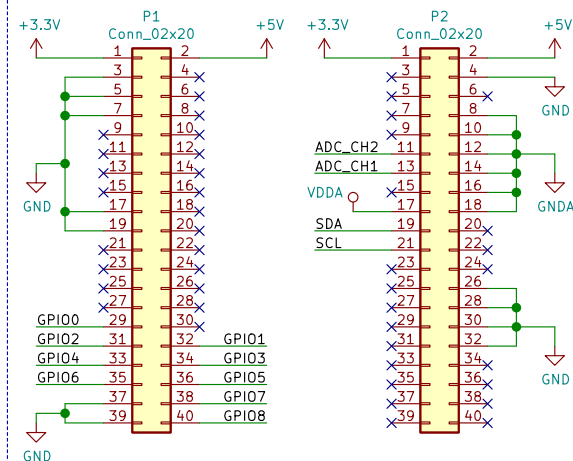 P1
Conn_02x20
P2
Conn_02x20
+3.3V
+5V
+3.3V
+5V
1 2
3 4
5 6
7 8
9 10
11 12
13 14
15 16
17 18
19 20
21 22
23 24
25 26
27 28
GPIO0 29 30
GPIO2 31 32 GPIO1
GPIO4 33 34 GPIO3
GPIO6 35 36 GPIO5
37 38 GPIO7
39 40 GPIO8
GND
GND
1 2
3 4
5 6
7 8
9 10
ADC_CH2 11 12
ADC_CH1 13 14
15 16
VDDA
17 18
SDA 19 20
SCL 21 22
23 24
25 26
27 28
29 30
31 32
33 34
35 36
37 38
39 40
GND
GNDA
GND